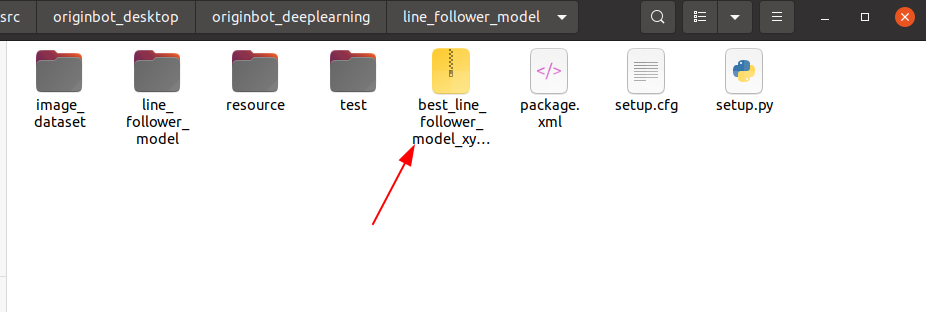 src originbot_desktop originbot_deeplearning line_follower_model
image_ line_ resource test best_line_ package. setup.cfg setup.py
dataset follower_ follower_ xml
model model_xy...